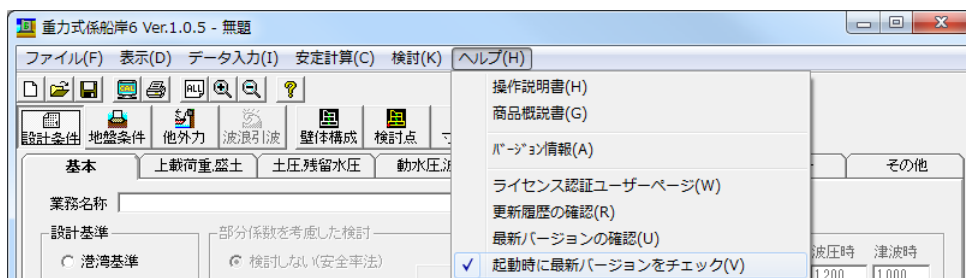 重力式係船岸6 Ver.1.0.5 - 無題
ファイル(F) 表示(D) データ入力(I) 安定計算(C) 検討(K) ヘルプ(H)
操作説明書(H)
商品概説書(G)
バージョン情報(A)
ライセンス認証ユーザーページ(W)
更新履歴の確認(R)
最新バージョンの確認(U)
✓ 起動時に最新バージョンをチェック(V)
ALL
設計条件 地盤条件 他外力 波浪引波 壁体構成 検討点
基本 上載荷重,盛土 土圧,残留水圧 動水圧, その他
業務名称
設計基準 部分係数を考慮した検討
港湾基準 検討しない(安全率法)
波圧時 津波時
1.200 1.000